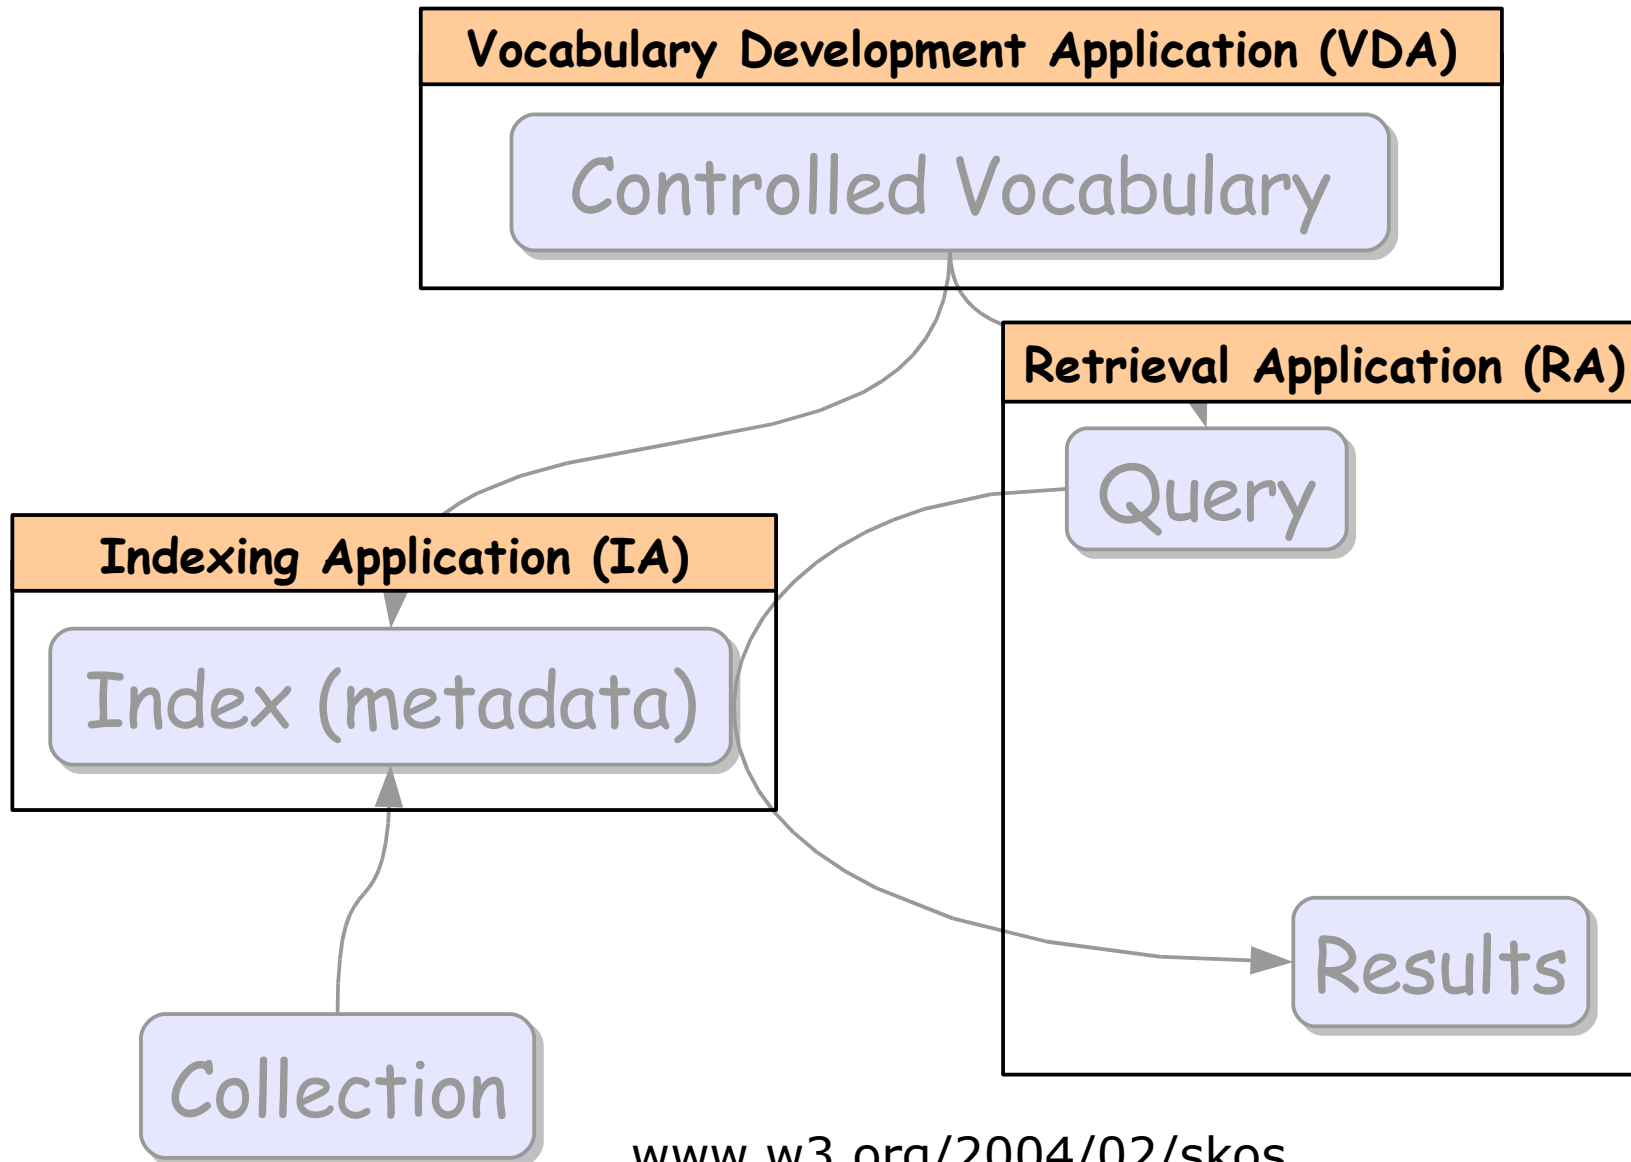 Vocabulary Development Application (VDA)
Controlled Vocabulary
Retrieval Application (RA)
Query
Indexing Application (IA)
Index (metadata)
Results
Collection
www.w3.org/2004/02/skos